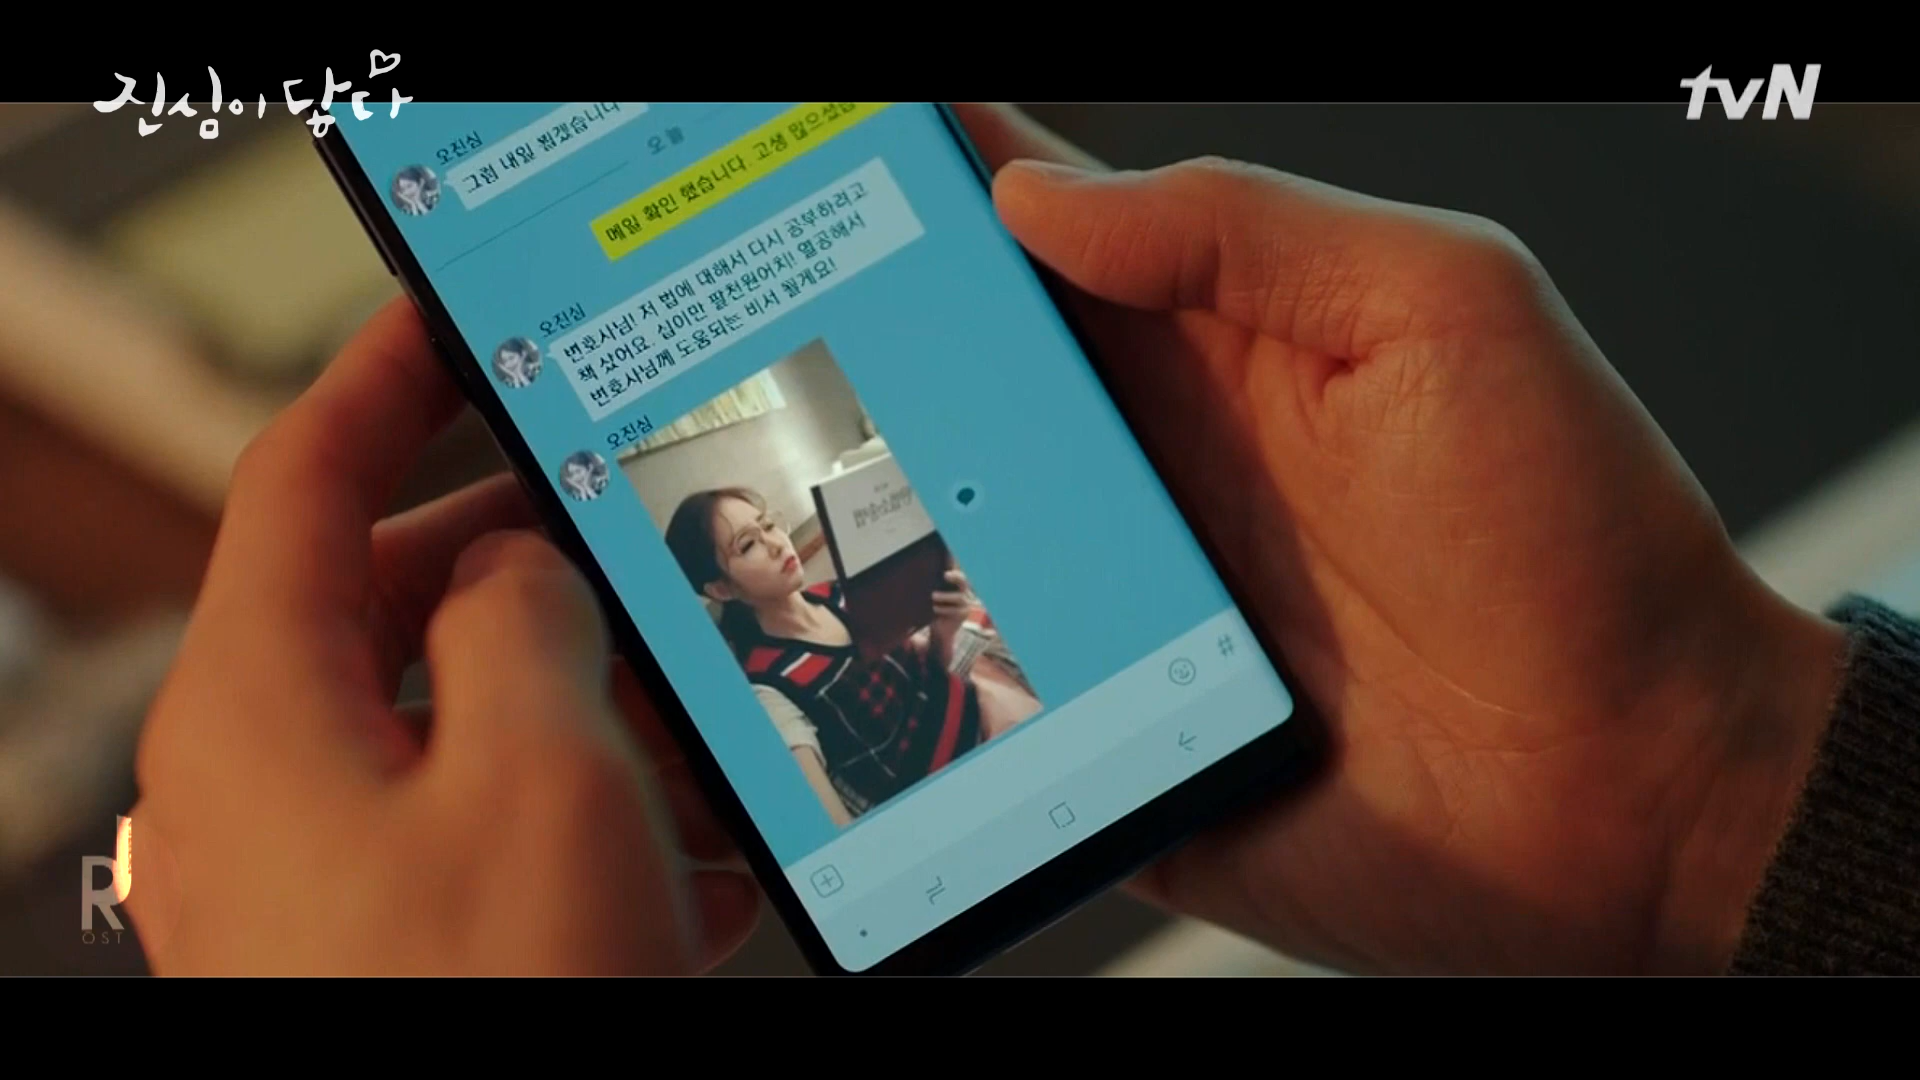 진심이 닿다
tvN
오진심
그럼 내일 뵙겠습니다
오늘
메일 확인 했습니다. 고생 많으셨습
오진심
변호사님! 저 법에 대해서 다시 공부하려고
책 샀어요. 십이만 팔천원어치! 열공해서
변호사님께 도움되는 비서 될게요!
오진심
#
R
OST